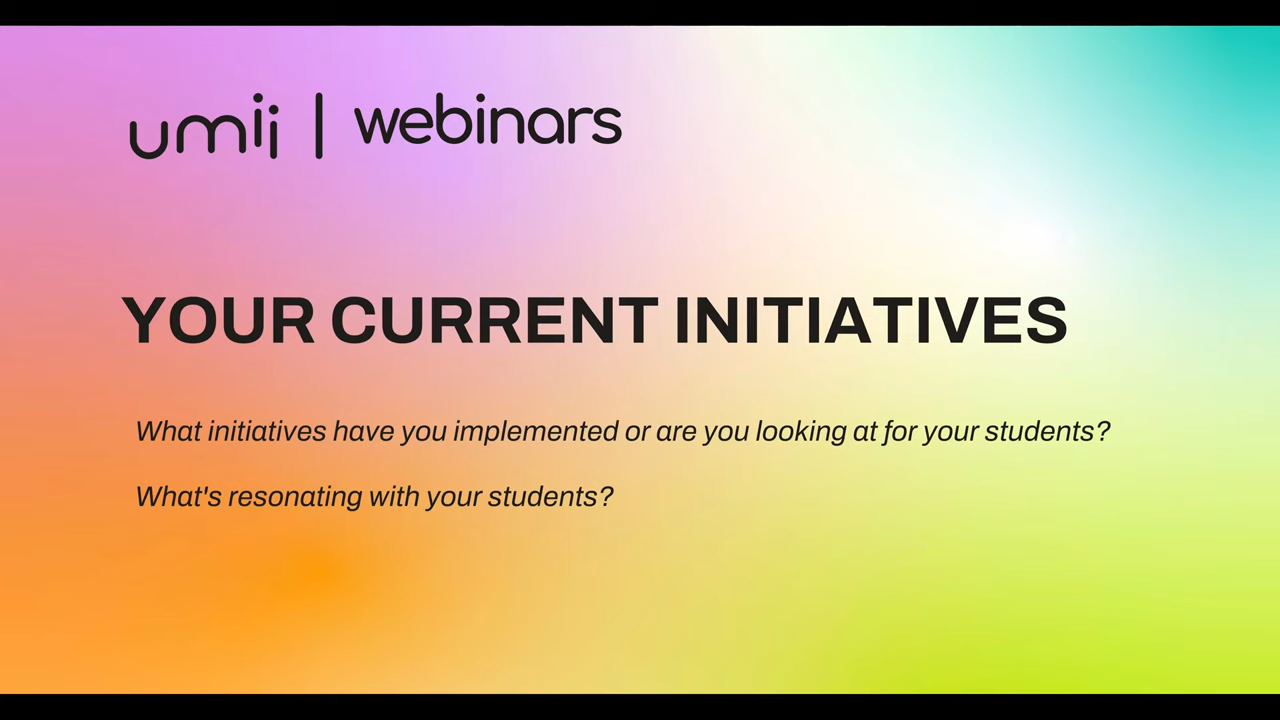 umii | webinars
YOUR CURRENT INITIATIVES
What initiatives have you implemented or are you looking at for your students?
What's resonating with your students?